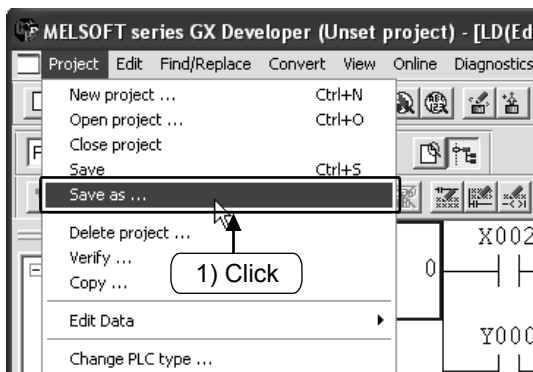 MELSOFT series GX Developer (Unset project) - [LD(Ed
Project Edit Find/Replace Convert View Online Diagnostics
New project ... Ctrl+N
Open project ... Ctrl+O
Close project
Save Ctrl+S
Save as ...
Delete project ...
Verify ...
Copy ...
Edit Data
Change PLC type ...
1) Click
X002
0
Y000